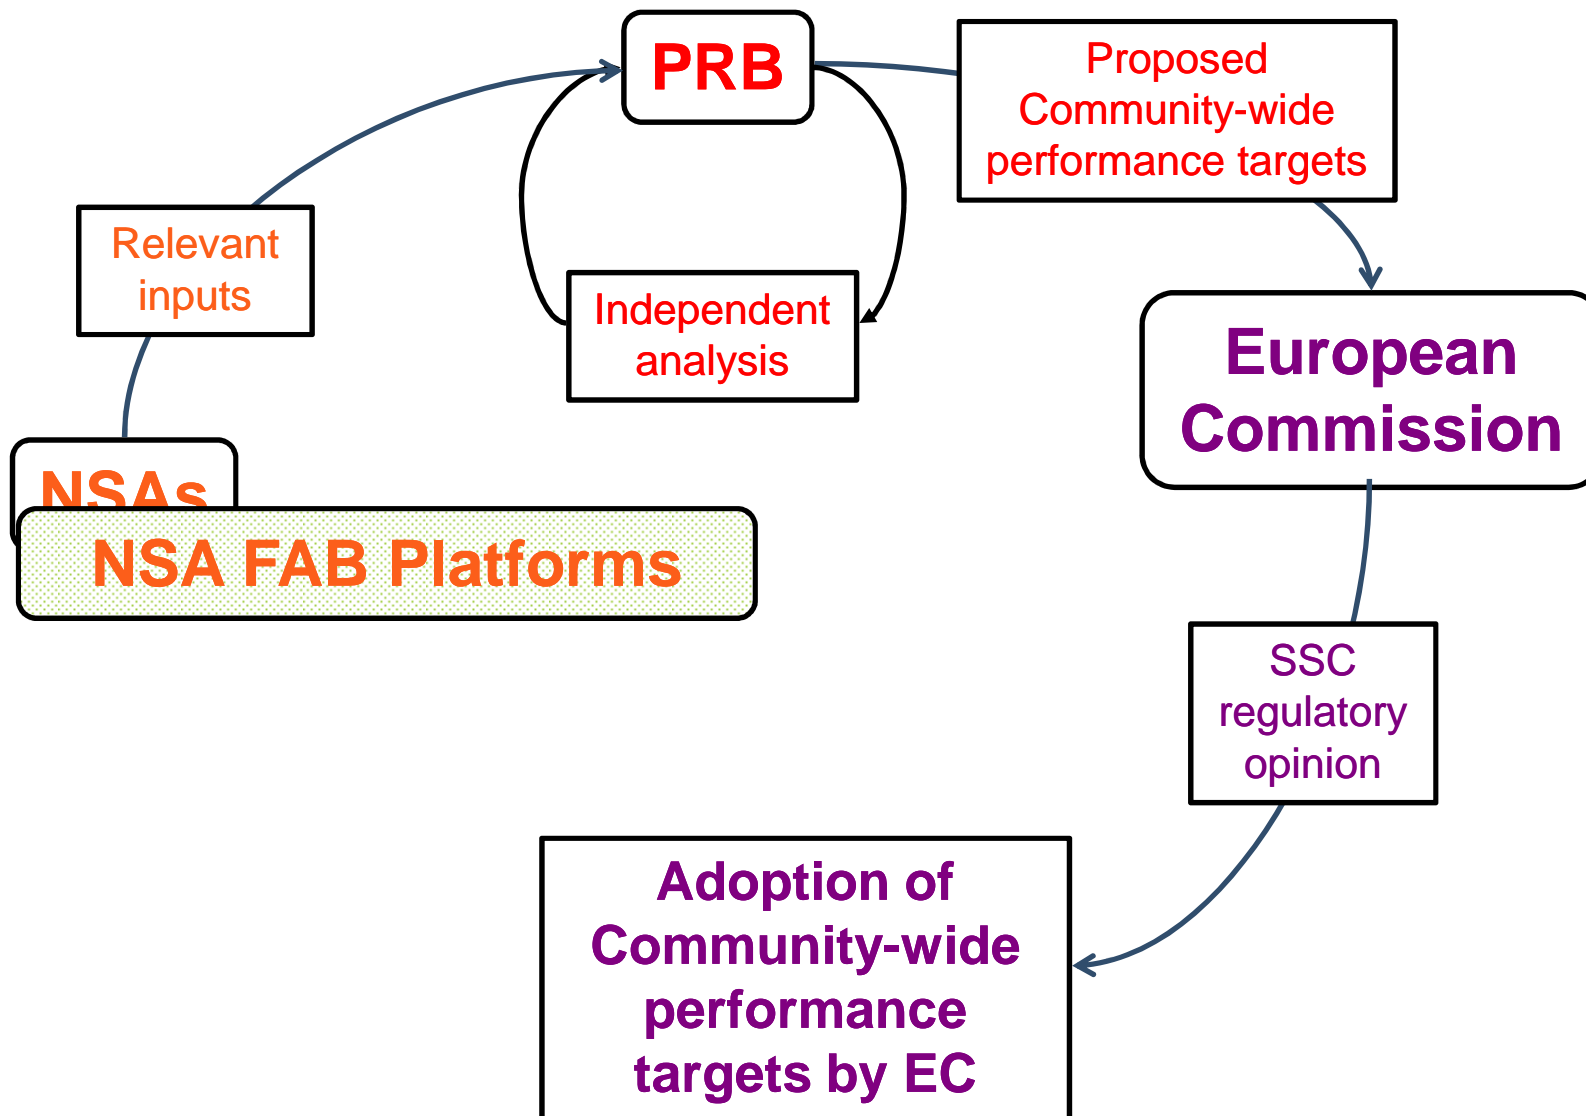 PRB
Proposed
Community-wide
performance targets
Relevant
inputs
Independent
analysis
European
Commission
NSAs
NSA FAB Platforms
SSC
regulatory
opinion
Adoption of
Community-wide
performance
targets by EC